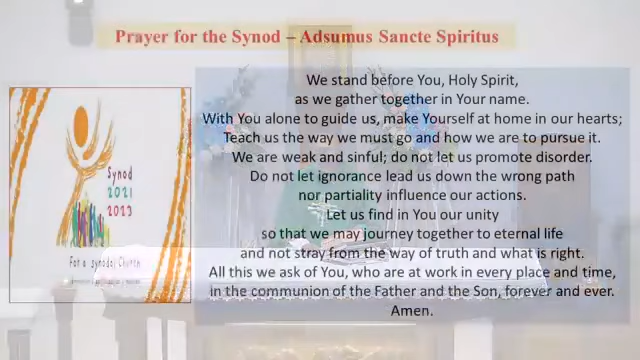 Prayer for the Synod – Adsumus Sancte Spiritus
We stand before You, Holy Spirit,
as we gather together in Your name.
With You alone to guide us, make Yourself at home in our hearts;
Teach us the way we must go and how we are to pursue it.
We are weak and sinful; do not let us promote disorder.
Do not let ignorance lead us down the wrong path
nor partiality influence our actions.
Let us find in You our unity
so that we may journey together to eternal life
and not stray from the way of truth and what is right.
All this we ask of You, who are at work in every place and time,
in the communion of the Father and the Son, forever and ever.
Amen.
Synod
2021
2023
For a synodal Church